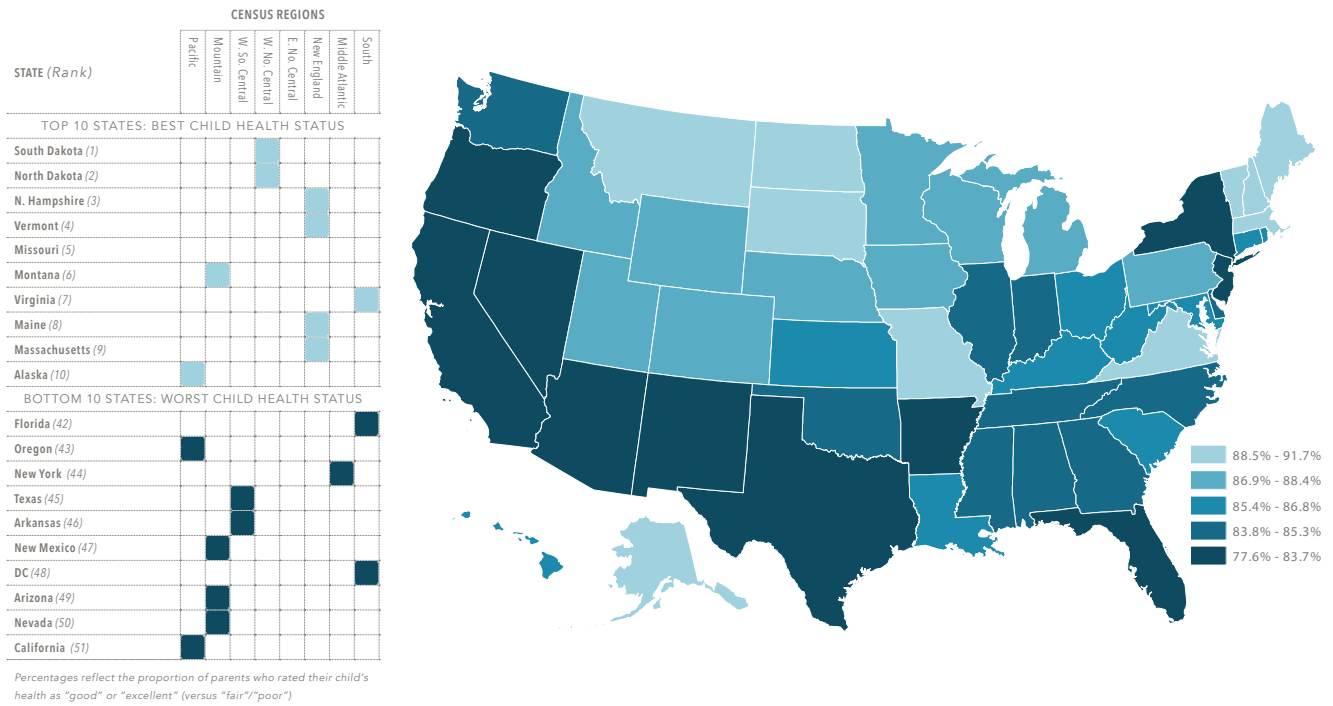 CENSUS REGIONS
STATE (Rank)
Pacific
Mountain
W. So. Central
W. No. Central
E. No. Central
New England
Middle Atlantic
South
TOP 10 STATES: BEST CHILD HEALTH STATUS
South Dakota (1)
North Dakota (2)
N. Hampshire (3)
Vermont (4)
Missouri (5)
Montana (6)
Virginia (7)
Maine (8)
Massachusetts (9)
Alaska (10)
BOTTOM 10 STATES: WORST CHILD HEALTH STATUS
Florida (42)
Oregon (43)
New York (44)
Texas (45)
Arkansas (46)
New Mexico (47)
DC (48)
Arizona (49)
Nevada (50)
California (51)
Percentages reflect the proportion of parents who rated their child's
health as "good" or "excellent" (versus "fair"/"poor")
88.5% - 91.7%
86.9% - 88.4%
85.4% - 86.8%
83.8% - 85.3%
77.6% - 83.7%